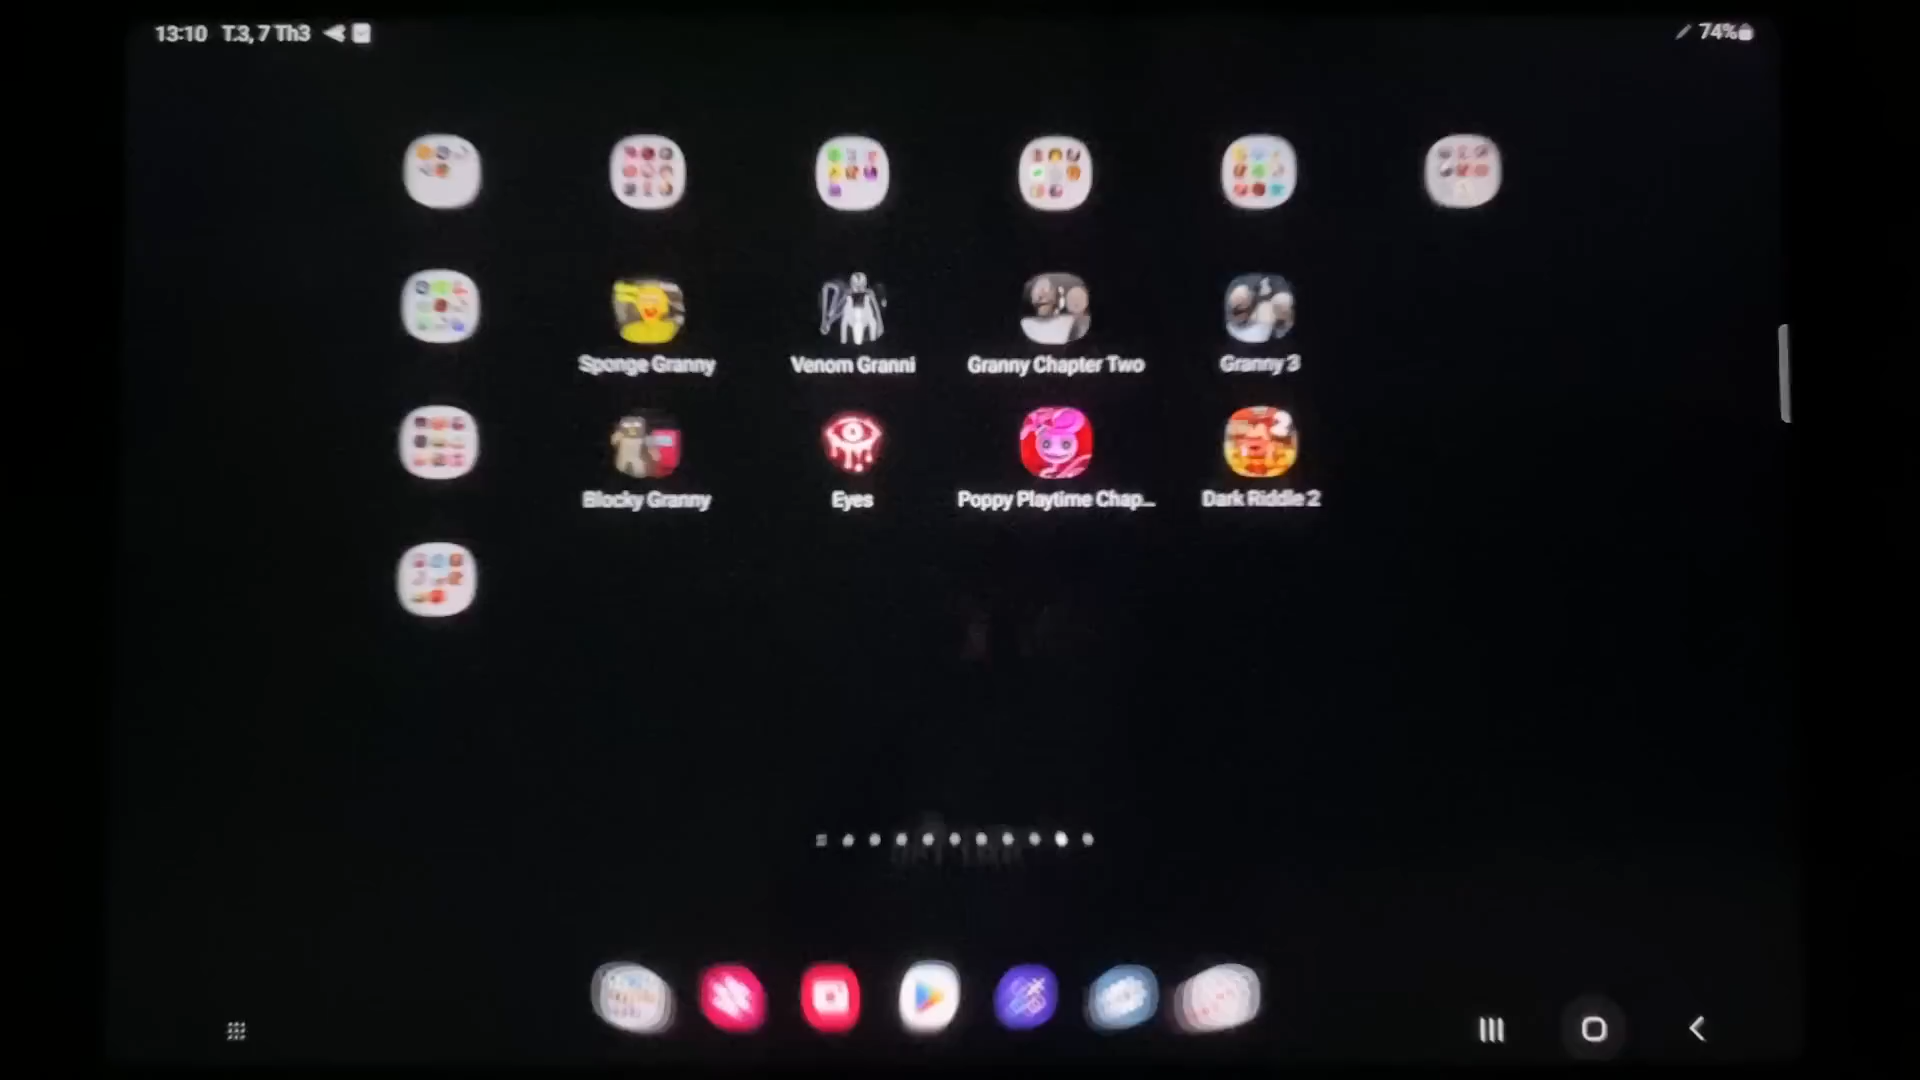 13:10 T.3, 7 Th3
74%
Sponge Granny
Venom Granni
Granny Chapter Two
Granny 3
Blocky Granny
Eyes
Poppy Playtime Chap...
Dark Riddle 2
2